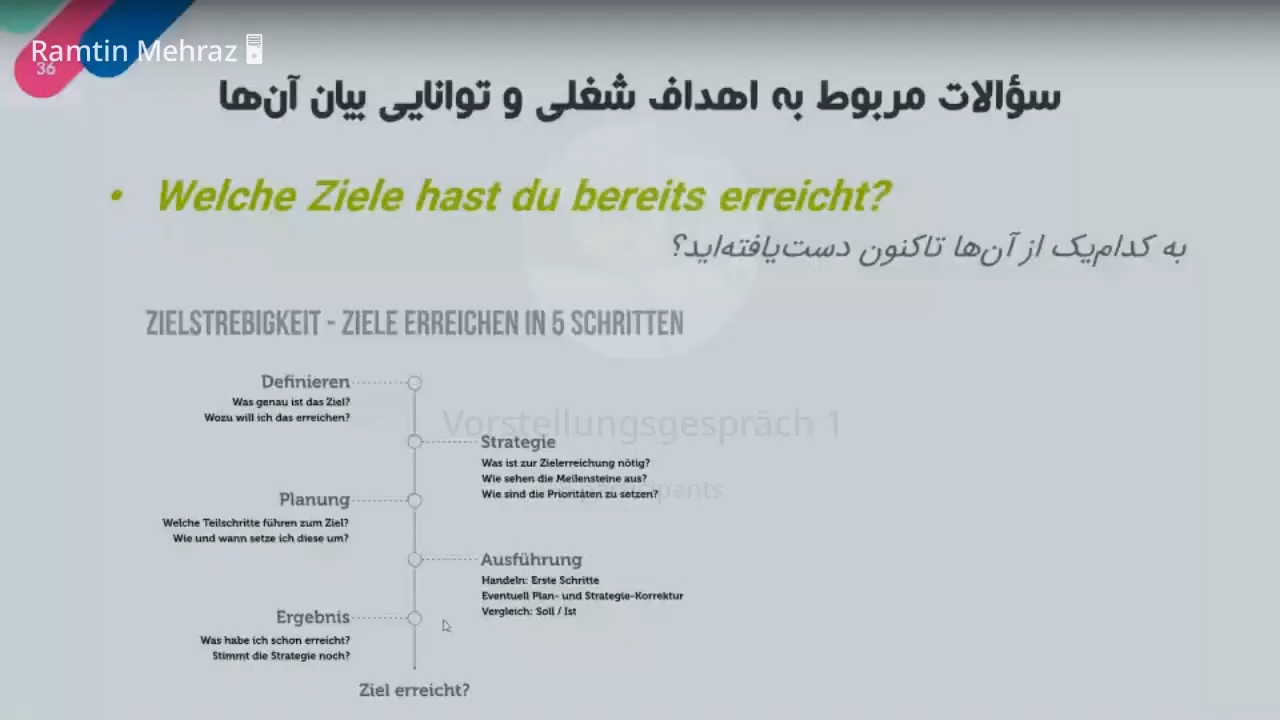 Ramtin Mehraz
36
سؤالات مربوط به اهداف شغلی و توانایی بیان آن‌ها
• Welche Ziele hast du bereits erreicht?
به کدام‌یک از آن‌ها تاکنون دست‌یافته‌اید؟
ZIELSTREBIGKEIT - ZIELE ERREICHEN IN 5 SCHRITTEN
Definieren
Was genau ist das Ziel?
Wozu will ich das erreichen?
Vorstellungsgespräch 1
Strategie
Was ist zur Zielerreichung nötig?
Wie sehen die Meilensteine aus?
Wie sind die Prioritäten zu setzen?
participants
Planung
Welche Teilschritte führen zum Ziel?
Wie und wann setze ich diese um?
Ausführung
Handeln: Erste Schritte
Eventuell Plan- und Strategie-Korrektur
Vergleich: Soll / Ist
Ergebnis
Was habe ich schon erreicht?
Stimmt die Strategie noch?
Ziel erreicht?